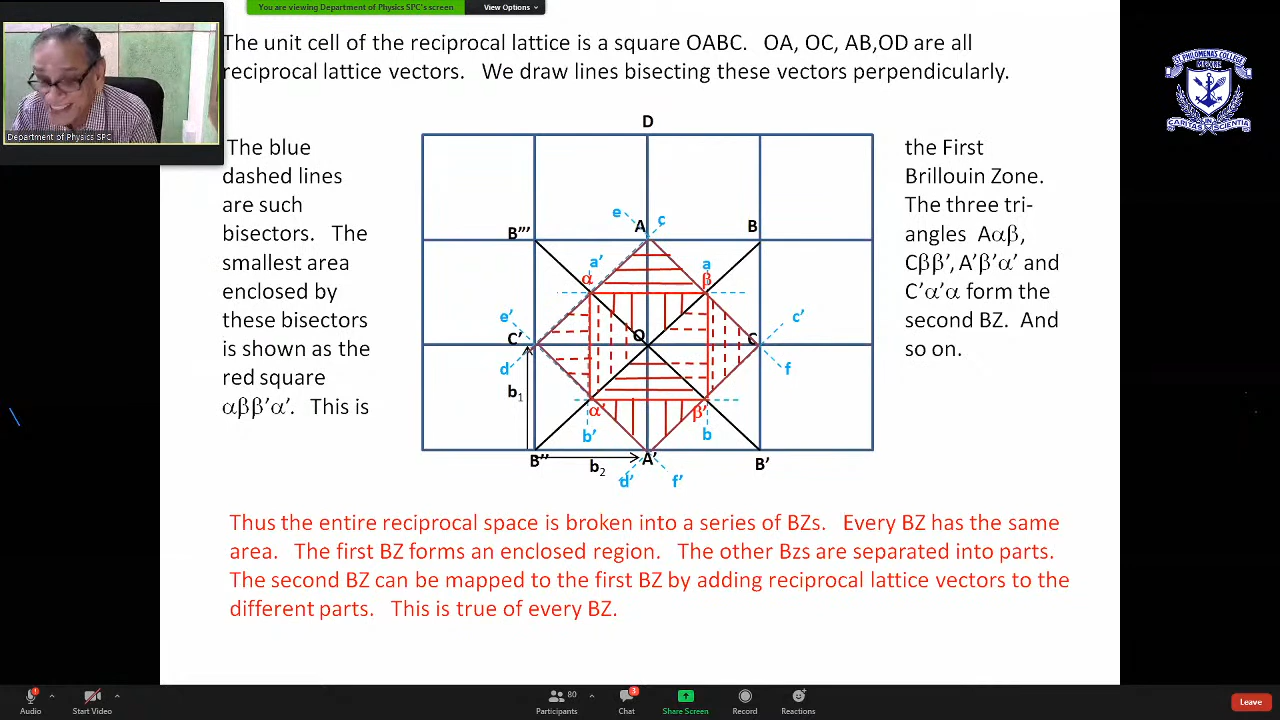 You are viewing Department of Physics SPC's screen
View Options
The unit cell of the reciprocal lattice is a square OABC. OA, OC, AB,OD are all
reciprocal lattice vectors. We draw lines bisecting these vectors perpendicularly.
Department of Physics SPC
The blue
dashed lines
are such
bisectors. The
smallest area
enclosed by
these bisectors
is shown as the
red square
αββ′α′. This is
D
e
c
A
B‴
B
a′
a
α
β
e′
c′
C′
O
C
d
f
b₁
α′
β′
b′
b
B″
b₂
A′
B′
d′
f′
the First
Brillouin Zone.
The three tri-
angles Aαβ,
Cββ′, A′β′α′ and
C′α′α form the
second BZ. And
so on.
Thus the entire reciprocal space is broken into a series of BZs. Every BZ has the same
area. The first BZ forms an enclosed region. The other Bzs are separated into parts.
The second BZ can be mapped to the first BZ by adding reciprocal lattice vectors to the
different parts. This is true of every BZ.
CARITAS
Audio
Start Video
Participants
80
Chat
3
Share Screen
Record
Reactions
Leave